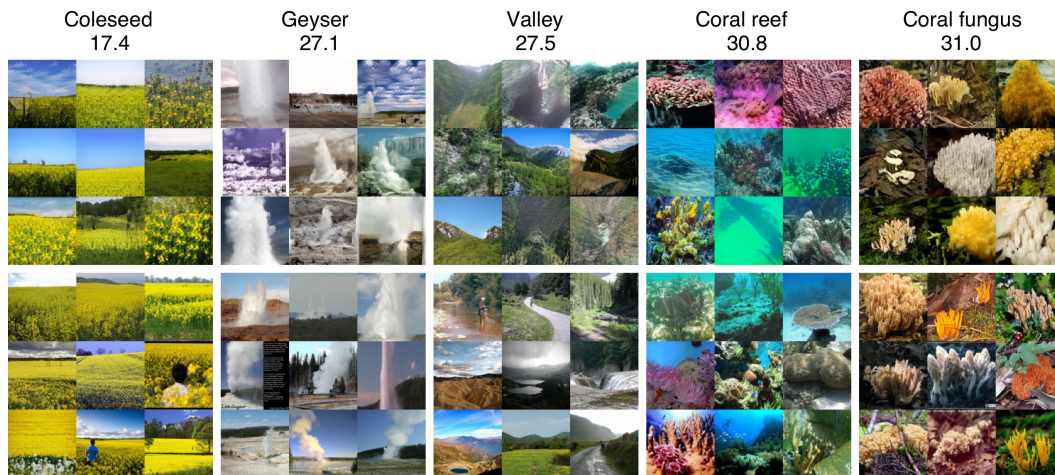 Coleseed
17.4
Geyser
27.1
Valley
27.5
Coral reef
30.8
Coral fungus
31.0